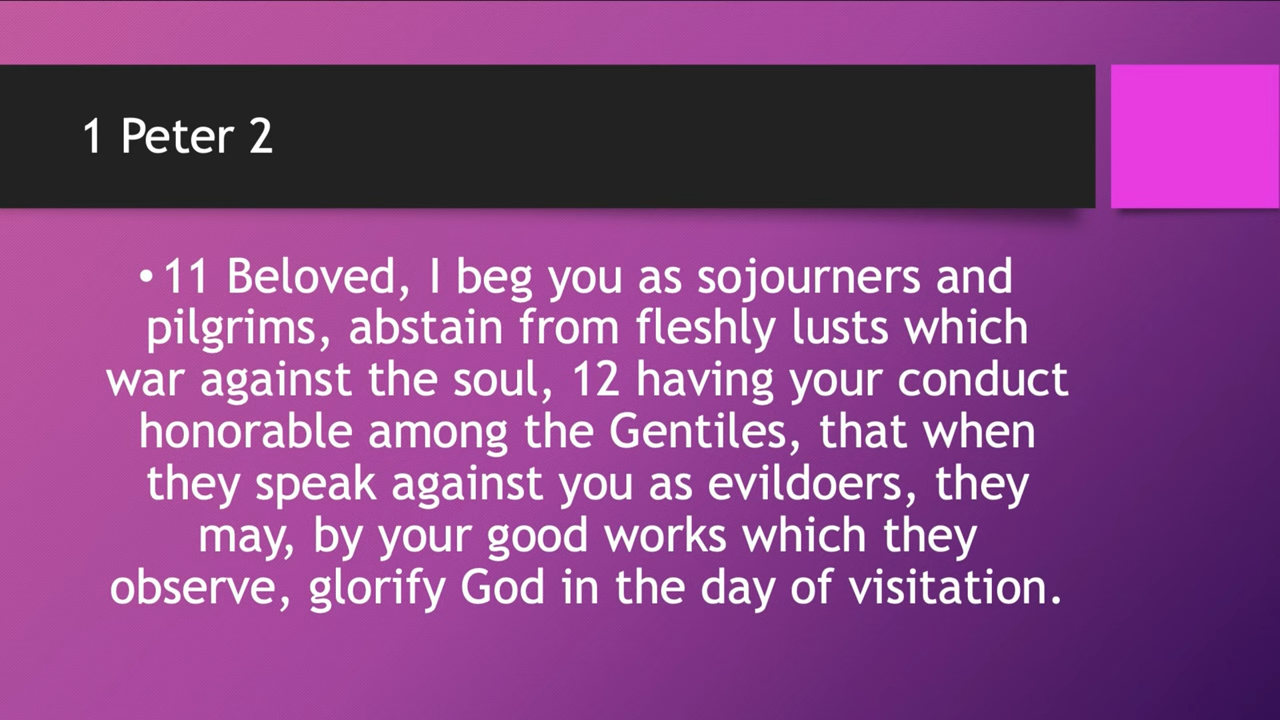 1 Peter 2
• 11 Beloved, I beg you as sojourners and
pilgrims, abstain from fleshly lusts which
war against the soul, 12 having your conduct
honorable among the Gentiles, that when
they speak against you as evildoers, they
may, by your good works which they
observe, glorify God in the day of visitation.